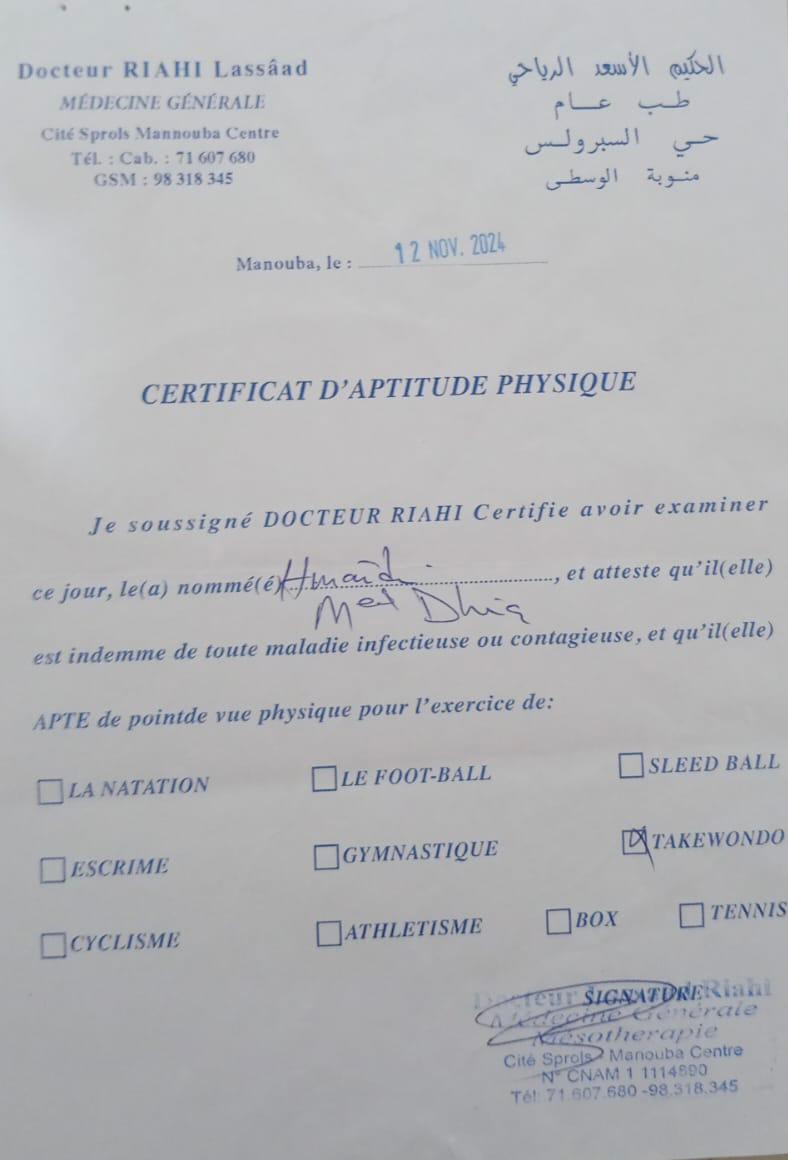 Docteur RIAHI Lassâad
MÉDECINE GÉNÉRALE
Cité Sprols Mannouba Centre
Tél. : Cab. : 71 607 680
GSM : 98 318 345
الحكيم الأسعد الرياحي
طب عام
حي السبرولس
منوبة الوسطى
Manouba, le : 12 NOV. 2024
CERTIFICAT D'APTITUDE PHYSIQUE
Je soussigné DOCTEUR RIAHI Certifie avoir examiner
ce jour, le(a) nommé(é) Hmaïdi, et atteste qu'il(elle)
Med Dhia
est indemne de toute maladie infectieuse ou contagieuse, et qu'il(elle)
APTE de pointde vue physique pour l'exercice de:
LA NATATION LE FOOT-BALL SLEED BALL
ESCRIME GYMNASTIQUE TAKEWONDO
CYCLISME ATHLETISME BOX TENNIS
SIGNATURE
Docteur Riahi
Médecine Générale
Mésotherapie
Cité Sprols Manouba Centre
N° CNAM 1 1114890
Tél: 71.607.680 -98.318.345